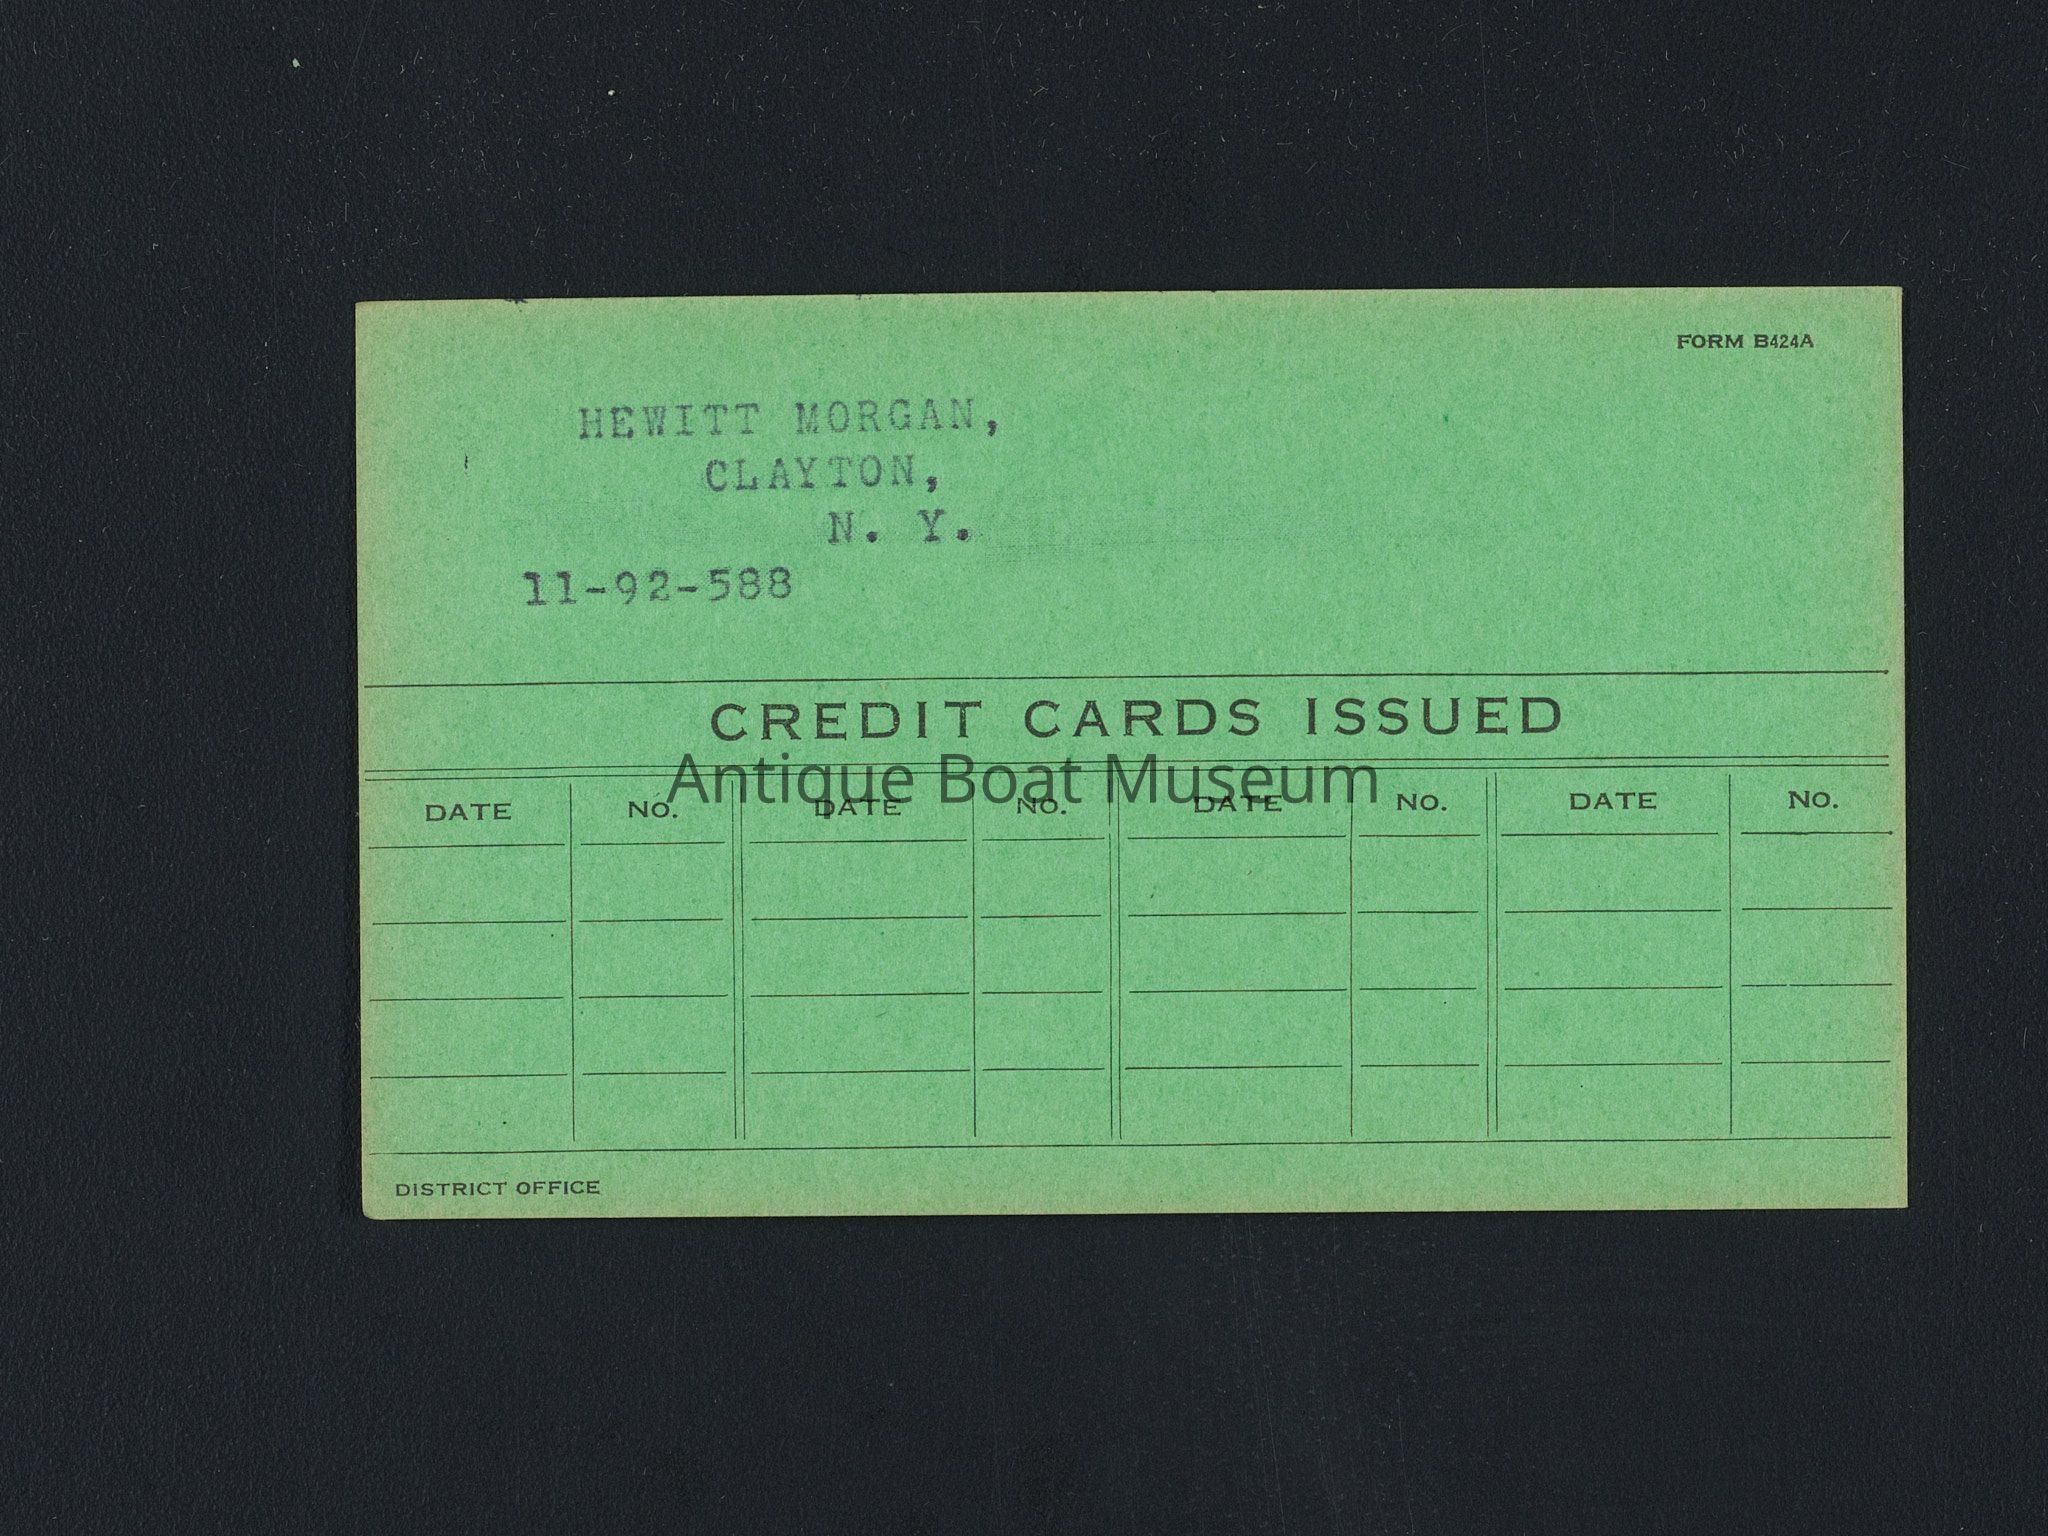 FORM B424A
HEWITT MORGAN,
CLAYTON,
N. Y.
11-92-588
CREDIT CARDS ISSUED
Antique Boat Museum
DATE NO. DATE NO. DATE NO. DATE NO.
DISTRICT OFFICE